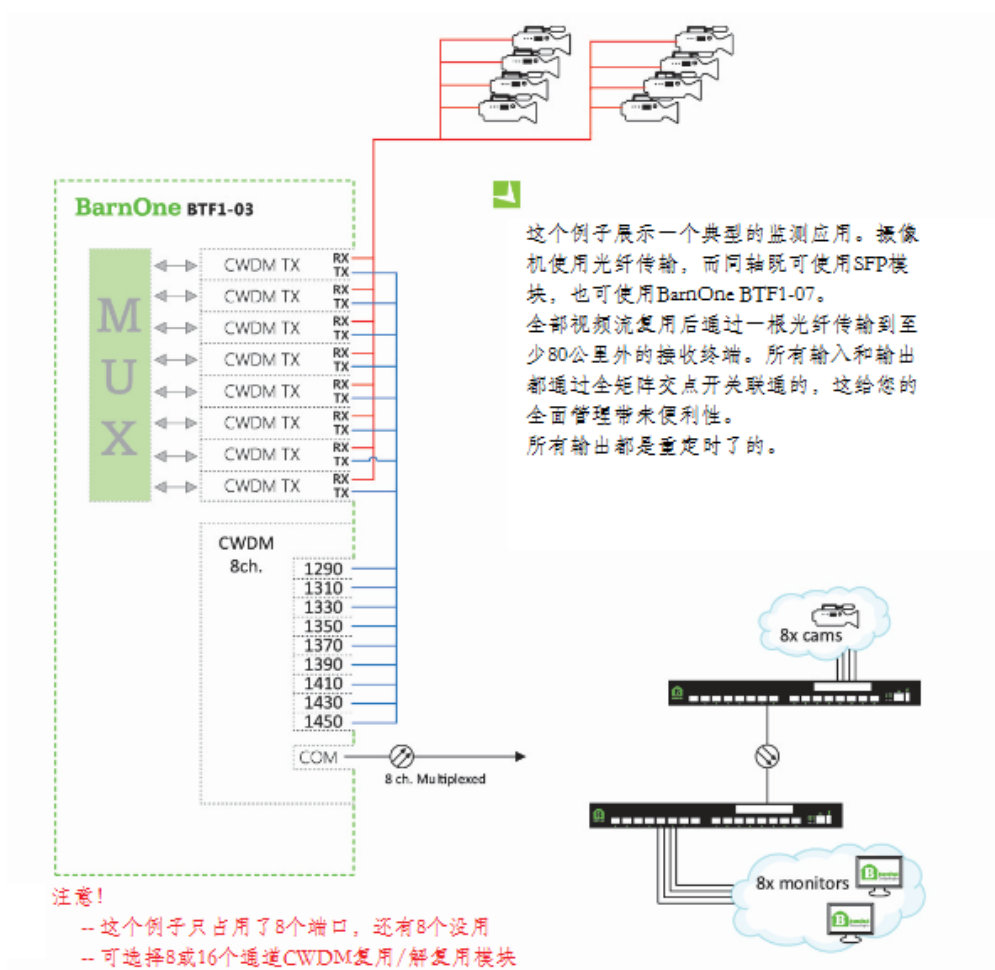 BarnOne BTF1-03
MUX
CWDM TX RX TX
CWDM TX RX TX
CWDM TX RX TX
CWDM TX RX TX
CWDM TX RX TX
CWDM TX RX TX
CWDM TX RX TX
CWDM TX RX TX
CWDM
8ch.
1290
1310
1330
1350
1370
1390
1410
1430
1450
COM
8 ch. Multiplexed
这个例子展示一个典型的监测应用。摄像
机使用光纤传输，而同轴既可使用SFP模
块，也可使用BarnOne BTF1-07。
全部视频流复用后通过一根光纤传输到至
少80公里外的接收终端。所有输入和输出
都通过全矩阵交点开关联通的，这给您的
全面管理带来便利性。
所有输出都是重定时了的。
8x cams
8x monitors
注意！
-- 这个例子只占用了8个端口，还有8个没用
-- 可选择8或16个通道CWDM复用/解复用模块